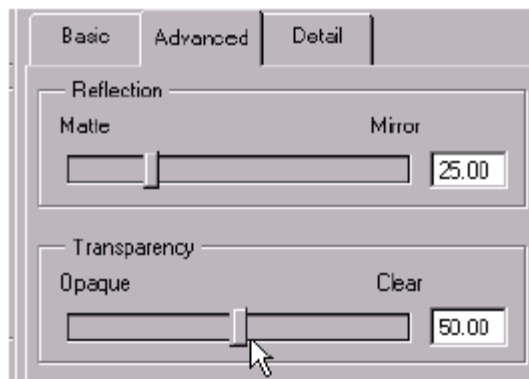 Basic Advanced Detail
Reflection
Matte Mirror
25.00
Transparency
Opaque Clear
50.00